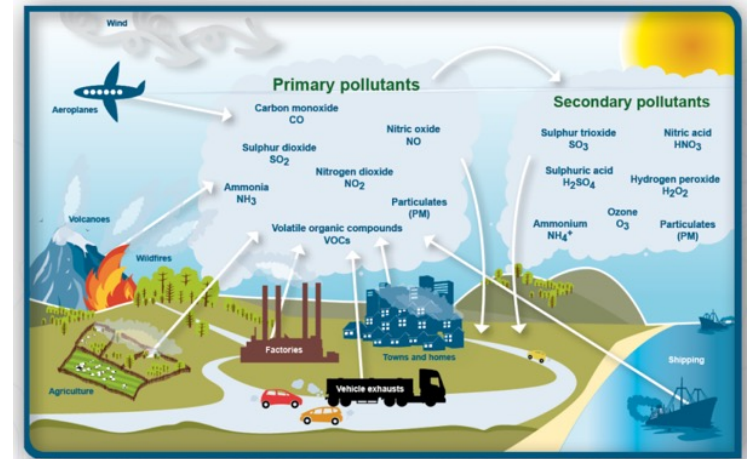 Wind
Aeroplanes
Primary pollutants
Carbon monoxide
CO
Nitric oxide
NO
Sulphur dioxide
SO₂
Nitrogen dioxide
NO₂
Ammonia
NH₃
Particulates
(PM)
Volatile organic compounds
VOCs
Secondary pollutants
Sulphur trioxide
SO₃
Nitric acid
HNO₃
Sulphuric acid
H₂SO₄
Hydrogen peroxide
H₂O₂
Ozone
O₃
Ammonium
NH₄⁺
Particulates
(PM)
Volcanoes
Wildfires
Factories
Towns and homes
Shipping
Agriculture
Vehicle exhausts